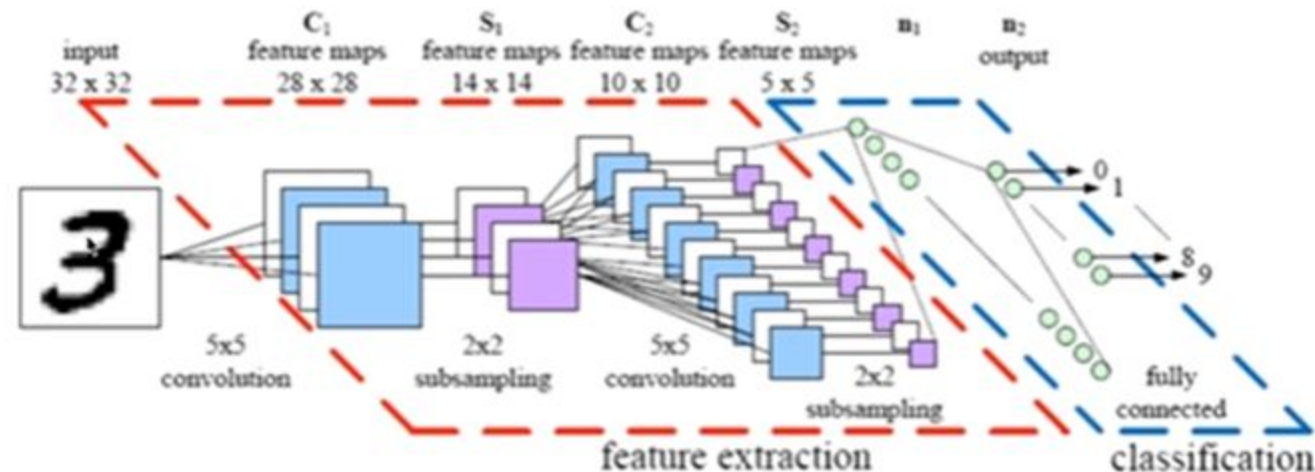 input
32 x 32
C₁
feature maps
28 x 28
S₁
feature maps
14 x 14
C₂
feature maps
10 x 10
S₂
feature maps
5 x 5
n₁
n₂
output
3
0
1
8
9
5x5
convolution
2x2
subsampling
5x5
convolution
2x2
subsampling
fully
connected
feature extraction
classification